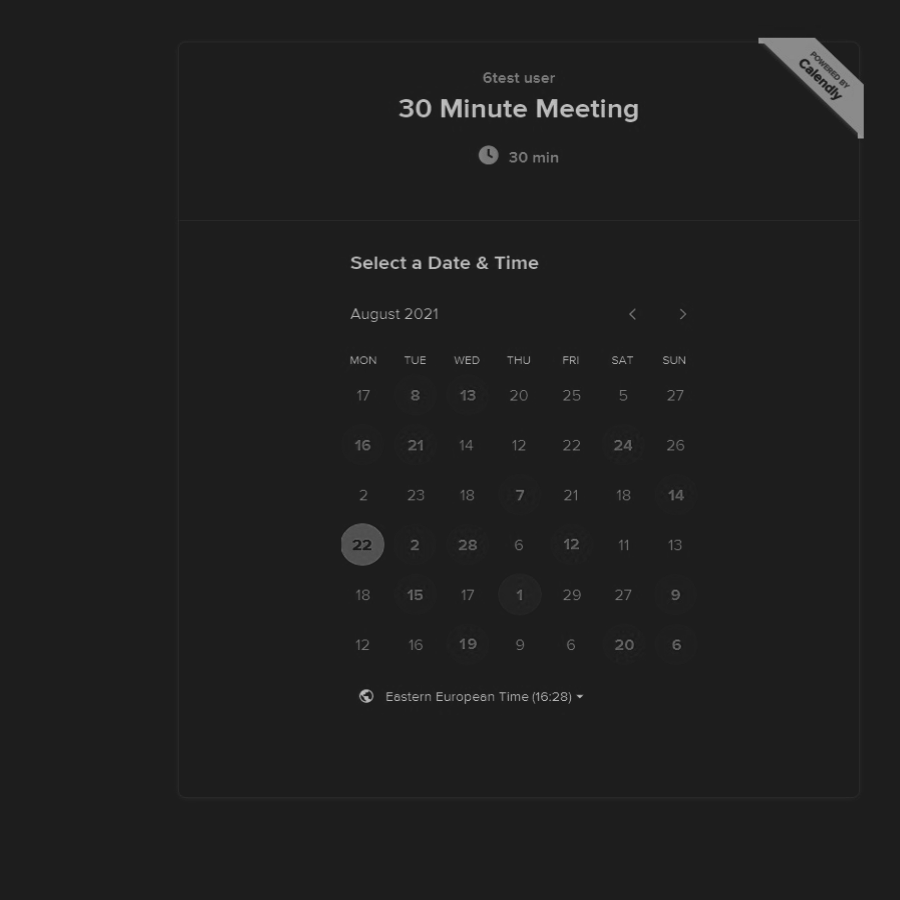 POWERED BY
Calendly
6test user
30 Minute Meeting
30 min
Select a Date & Time
August 2021
MON TUE WED THU FRI SAT SUN
17 8 13 20 25 5 27
16 21 14 12 22 24 26
2 23 18 7 21 18 14
22 2 28 6 12 11 13
18 15 17 1 29 27 9
12 16 19 9 6 20 6
Eastern European Time (16:28)